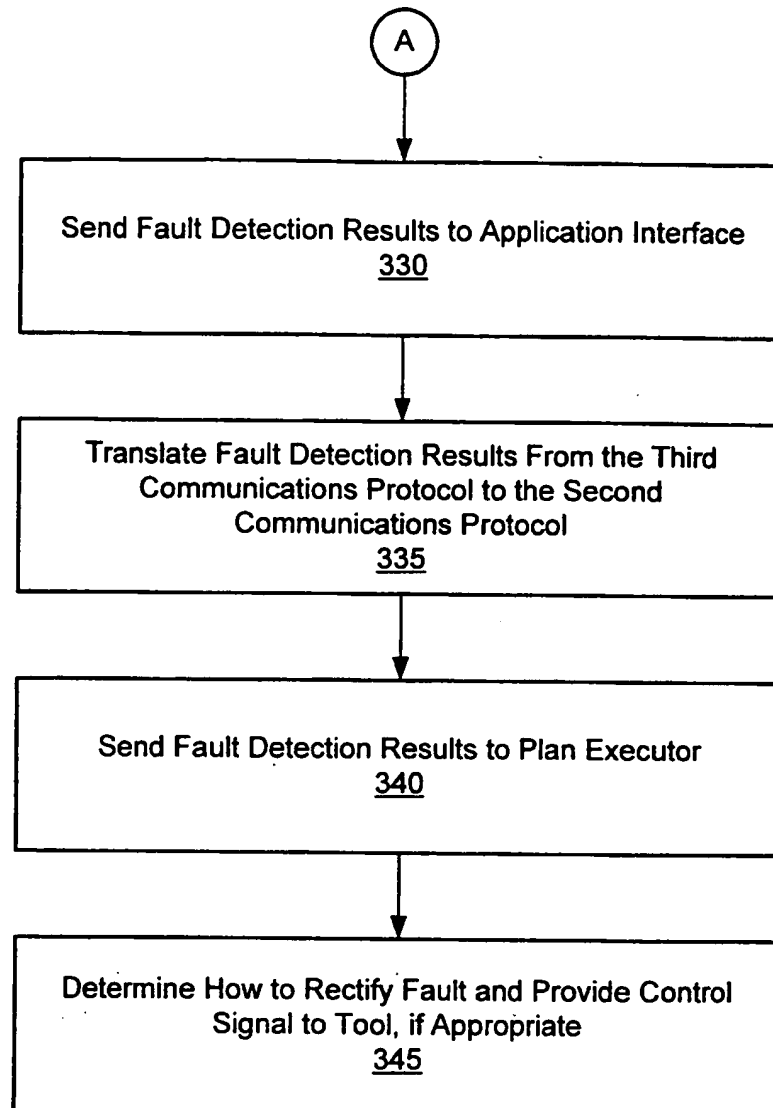 A
Send Fault Detection Results to Application Interface
330
Translate Fault Detection Results From the Third
Communications Protocol to the Second
Communications Protocol
335
Send Fault Detection Results to Plan Executor
340
Determine How to Rectify Fault and Provide Control
Signal to Tool, if Appropriate
345